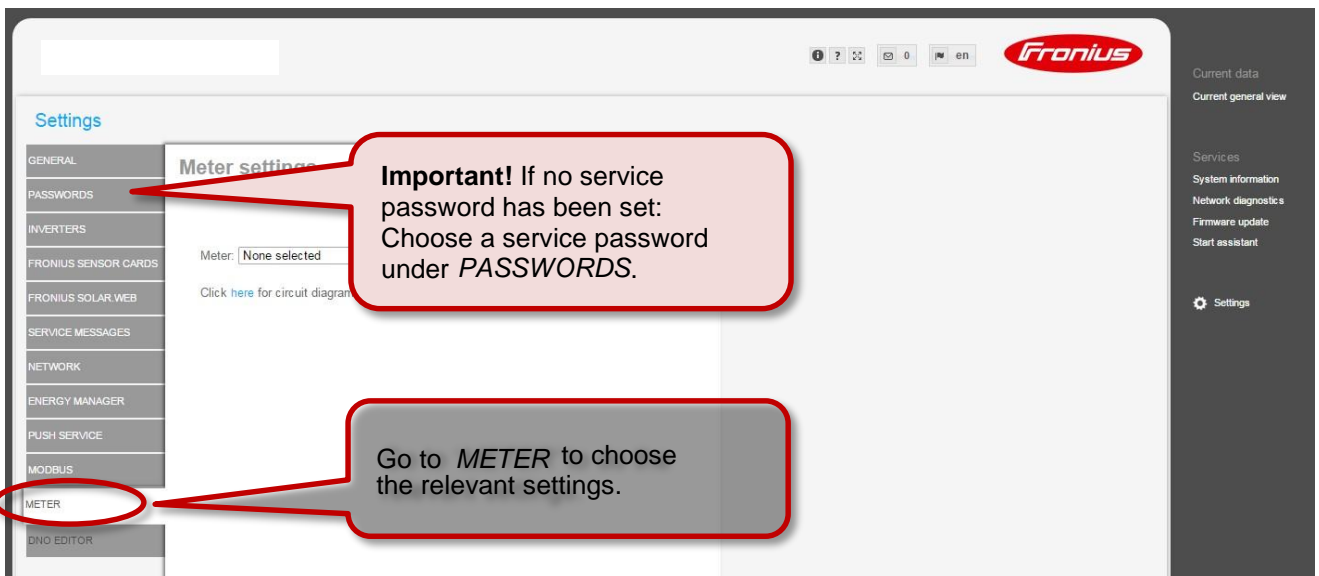 0 en Fronius
Current data
Current general view
Settings
GENERAL
PASSWORDS
INVERTERS
FRONIUS SENSOR CARDS
FRONIUS SOLAR.WEB
SERVICE MESSAGES
NETWORK
ENERGY MANAGER
PUSH SERVICE
MODBUS
METER
DNO EDITOR
Meter settings
Meter: None selected
Click here for circuit diagram
Important! If no service
password has been set:
Choose a service password
under PASSWORDS.
Go to METER to choose
the relevant settings.
Services
System information
Network diagnostics
Firmware update
Start assistant
Settings